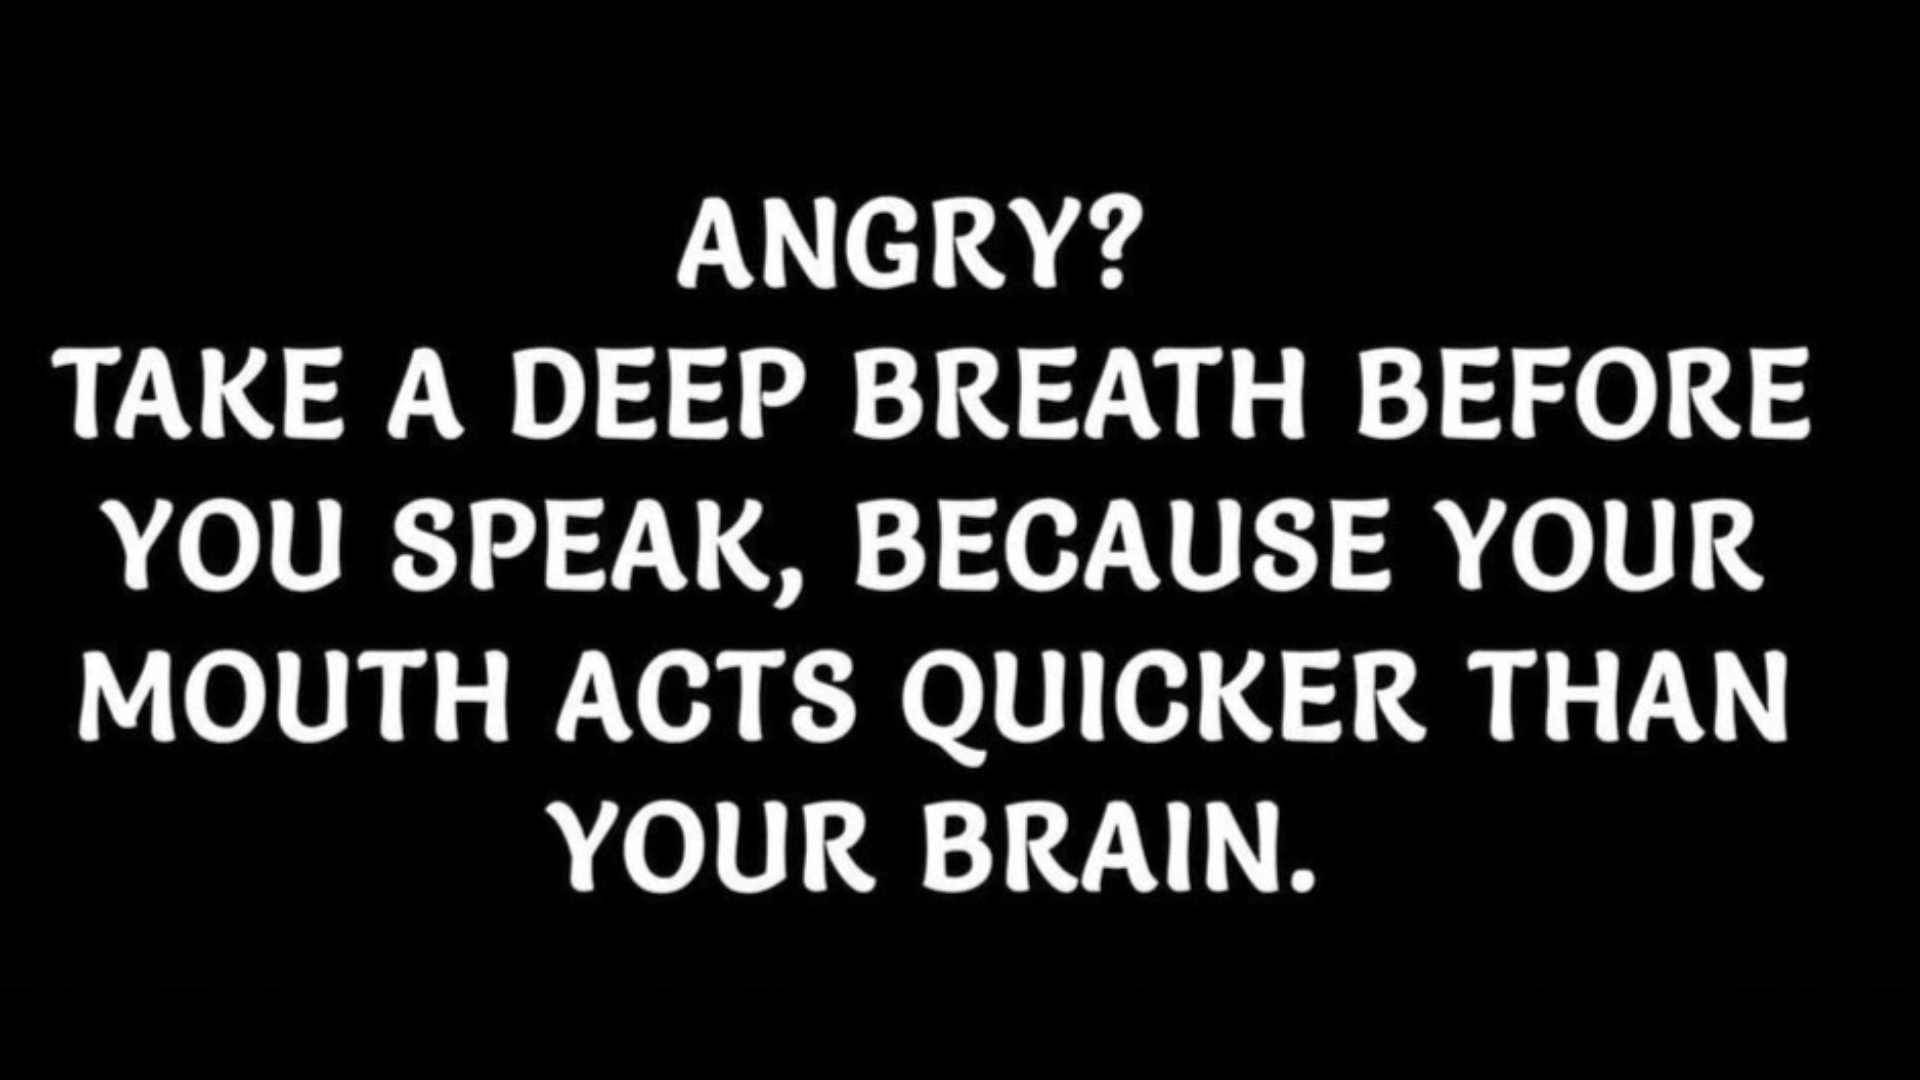 ANGRY?
TAKE A DEEP BREATH BEFORE
YOU SPEAK, BECAUSE YOUR
MOUTH ACTS QUICKER THAN
YOUR BRAIN.